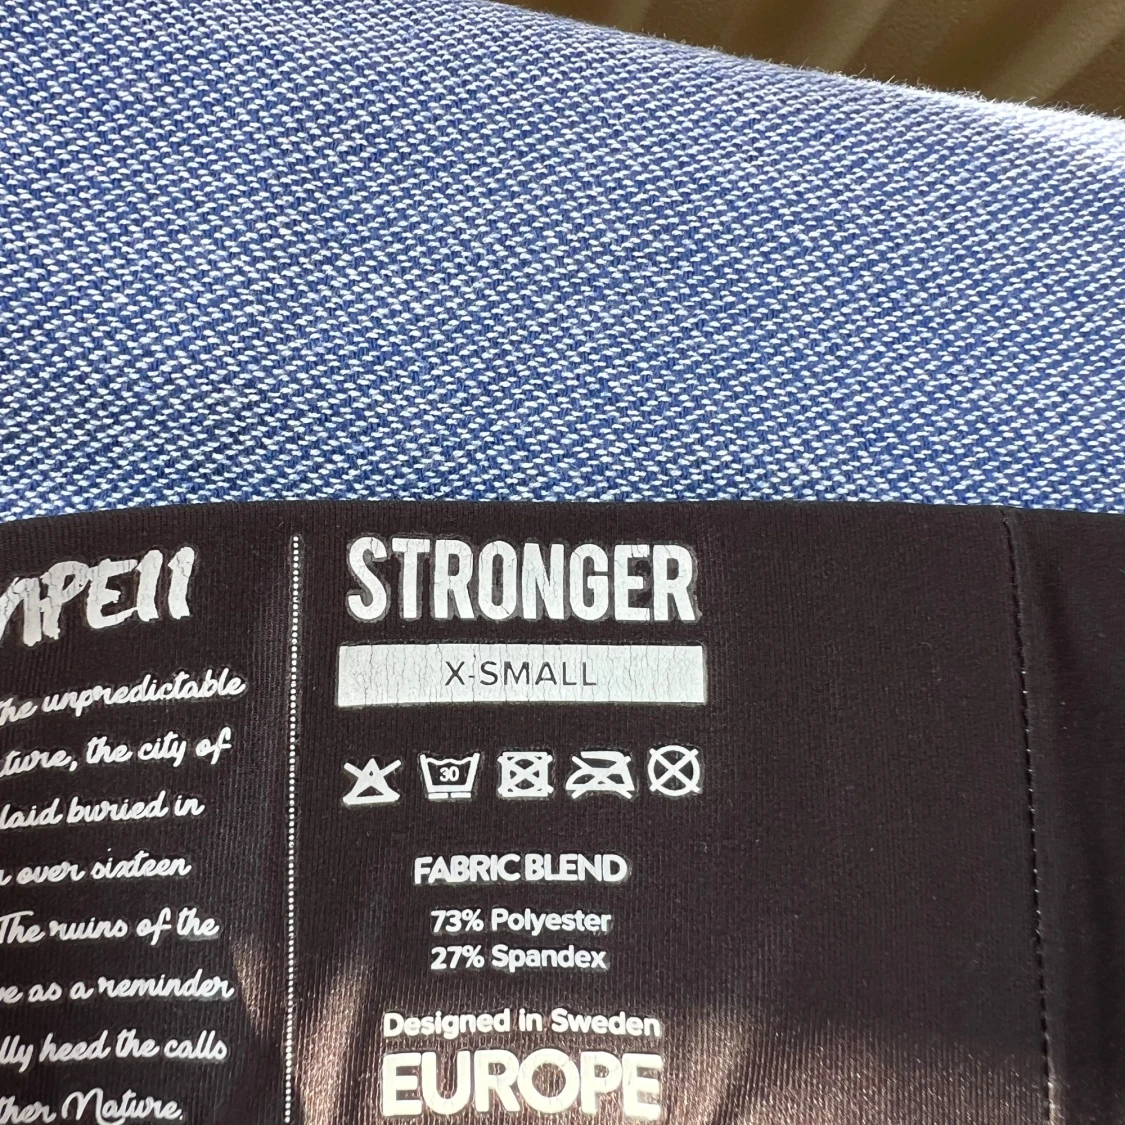 The unpredictable
the city of
laid buried in
over sixteen
The ruins of the
as a reminder
heed the calls
Nature.
STRONGER
X-SMALL
30
FABRIC BLEND
73% Polyester
27% Spandex
Designed in Sweden
EUROPE